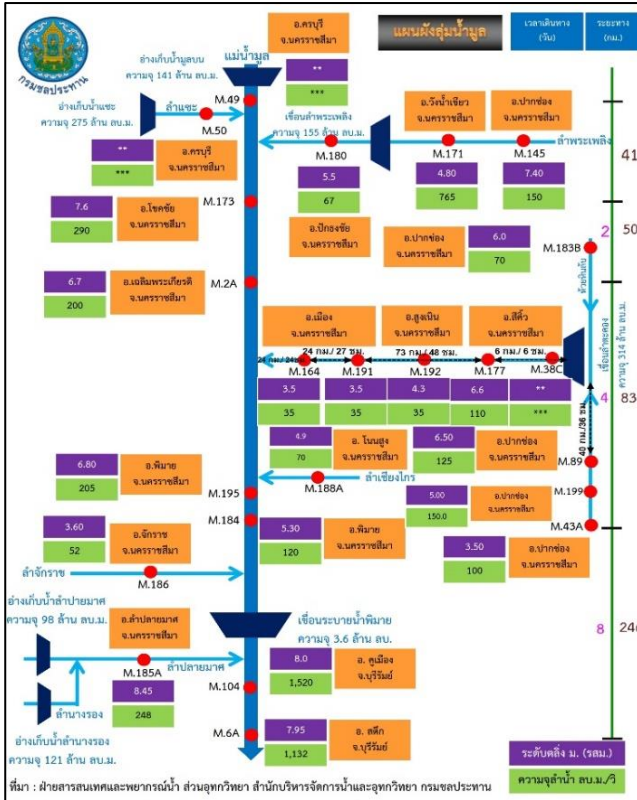 อ.ครบุรี
จ.นครราชสีมา
แผนผังลุ่มน้ำมูล
เวลาเดินทาง
(วัน)
ระยะทาง
(กม.)
กรมชลประทาน
อ่างเก็บน้ำมูลบน
ความจุ 141 ล้าน ลบ.ม.
แม่น้ำมูล
**
***
อ่างเก็บน้ำแซะ
ความจุ 275 ล้าน ลบ.ม.
ลำแซะ
M.49
M.50
เขื่อนลำพระเพลิง
ความจุ 155 ล้าน ลบ.ม.
อ.วังน้ำเขียว
จ.นครราชสีมา
อ.ปากช่อง
จ.นครราชสีมา
ลำพระเพลิง
M.180
M.171
M.145
**
***
อ.ครบุรี
จ.นครราชสีมา
5.5
67
4.80
765
7.40
150
41
7.6
290
อ.โชคชัย
จ.นครราชสีมา
M.173
อ.ปักธงชัย
จ.นครราชสีมา
อ.ปากช่อง
จ.นครราชสีมา
6.0
70
M.183B
2
50
6.7
200
อ.เฉลิมพระเกียรติ
จ.นครราชสีมา
M.2A
อ.เมือง
จ.นครราชสีมา
อ.สูงเนิน
จ.นครราชสีมา
อ.สีคิ้ว
จ.นครราชสีมา
เขื่อนลำตะคอง
ความจุ 314 ล้าน ลบ.ม.
24 กม./ 27 ชม.
73 กม./ 48 ชม.
6 กม./ 6 ชม.
M.164
M.191
M.192
M.177
M.38C
3.5
35
3.5
35
4.3
35
6.6
110
**
***
4
83
40 กม./36 ชม.
4.9
70
อ. โนนสูง
จ.นครราชสีมา
6.50
125
อ.ปากช่อง
จ.นครราชสีมา
M.89
6.80
205
อ.พิมาย
จ.นครราชสีมา
M.195
M.188A
ลำเชียงไกร
5.00
150.0
อ.ปากช่อง
จ.นครราชสีมา
M.199
M.184
M.43A
3.60
52
อ.จักราช
จ.นครราชสีมา
5.30
120
อ.พิมาย
จ.นครราชสีมา
3.50
100
อ.ปากช่อง
จ.นครราชสีมา
ลำจักราช
M.186
อ่างเก็บน้ำลำปายมาศ
ความจุ 98 ล้าน ลบ.ม.
อ.ลำปลายมาศ
จ.นครราชสีมา
เขื่อนระบายน้ำพิมาย
ความจุ 3.6 ล้าน ลบ.
8
246
M.185A
ลำปลายมาศ
8.0
1,520
อ. คูเมือง
จ.บุรีรัมย์
8.45
248
M.104
ลำนางรอง
อ่างเก็บน้ำลำนางรอง
ความจุ 121 ล้าน ลบ.ม.
M.6A
7.95
1,132
อ. สตึก
จ.บุรีรัมย์
ระดับตลิ่ง ม. (รสม.)
ความจุลำน้ำ ลบ.ม./วิ
ที่มา : ฝ่ายสารสนเทศและพยากรณ์น้ำ ส่วนอุทกวิทยา สำนักบริหารจัดการน้ำและอุทกวิทยา กรมชลประทาน